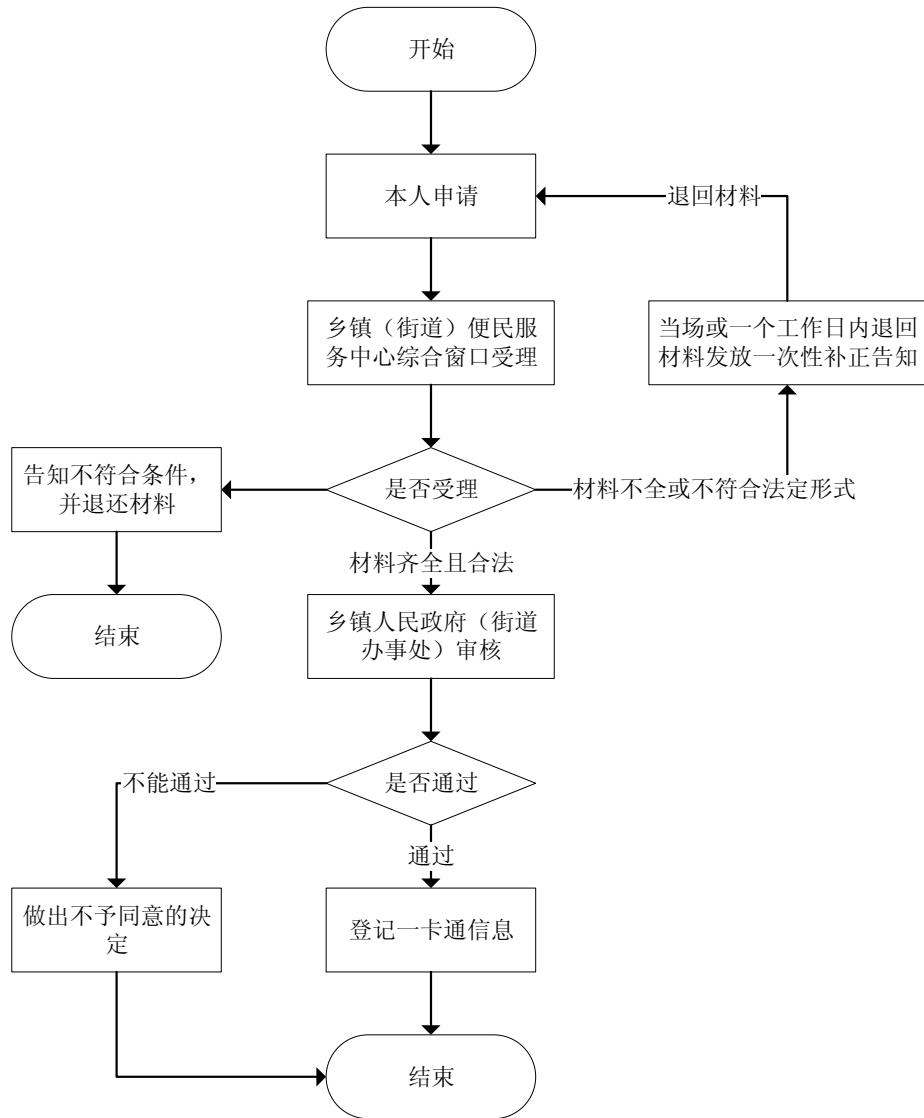 开始
本人申请
退回材料
乡镇（街道）便民服
务中心综合窗口受理
当场或一个工作日内退回
材料发放一次性补正告知
告知不符合条件，
并退还材料
是否受理
材料不全或不符合法定形式
材料齐全且合法
结束
乡镇人民政府（街道
办事处）审核
不能通过
是否通过
通过
做出不予同意的决
定
登记一卡通信息
结束